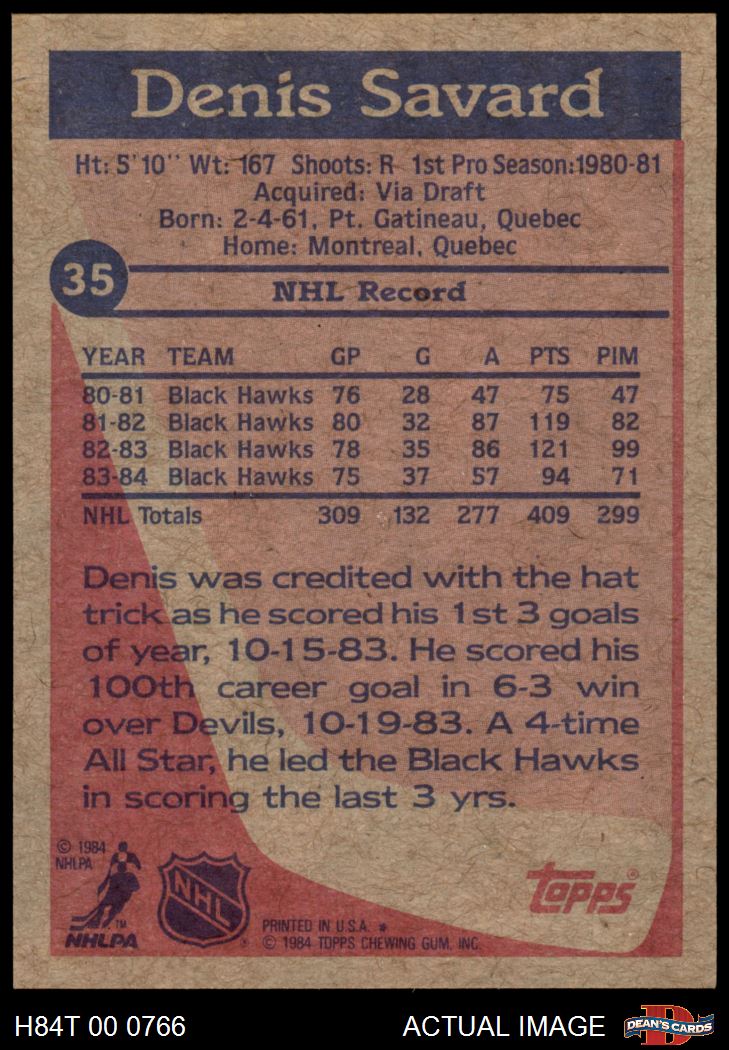 Denis Savard
Ht: 5'10'' Wt: 167 Shoots: R 1st Pro Season:1980-81
Acquired: Via Draft
Born: 2-4-61, Pt. Gatineau, Quebec
Home: Montreal, Quebec
35
NHL Record
YEAR TEAM GP G A PTS PIM
80-81 Black Hawks 76 28 47 75 47
81-82 Black Hawks 80 32 87 119 82
82-83 Black Hawks 78 35 86 121 99
83-84 Black Hawks 75 37 57 94 71
NHL Totals 309 132 277 409 299
Denis was credited with the hat
trick as he scored his 1st 3 goals
of year, 10-15-83. He scored his
100th career goal in 6-3 win
over Devils, 10-19-83. A 4-time
All Star, he led the Black Hawks
in scoring the last 3 yrs.
© 1984
NHLPA
TM
NHLPA
NHL
®
topps®
PRINTED IN U.S.A. *
© 1984 TOPPS CHEWING GUM, INC.
H84T 00 0766
ACTUAL IMAGE
D
DEAN'S CARDS